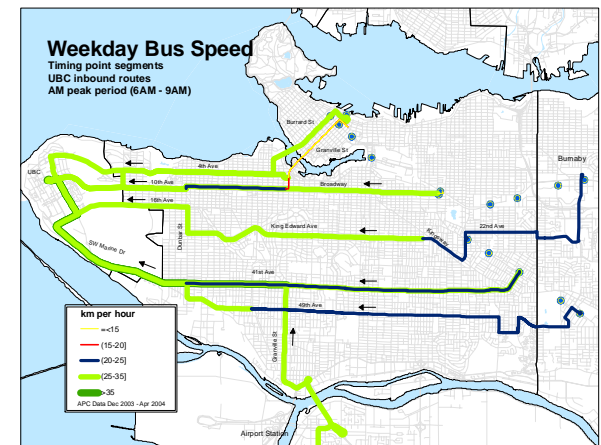 Weekday Bus Speed
Timing point segments
UBC inbound routes
AM peak period (6AM - 9AM)
Burrard St
Granville St
4th Ave
UBC
10th Ave
Broadway
16th Ave
Burnaby
Dunbar St
King Edward Ave
Kingsway
22nd Ave
SW Marine Dr
41st Ave
49th Ave
Granville St
km per hour
=<15
(15-20]
(20-25]
(25-35]
>35
APC Data Dec 2003 - Apr 2004
Airport Station